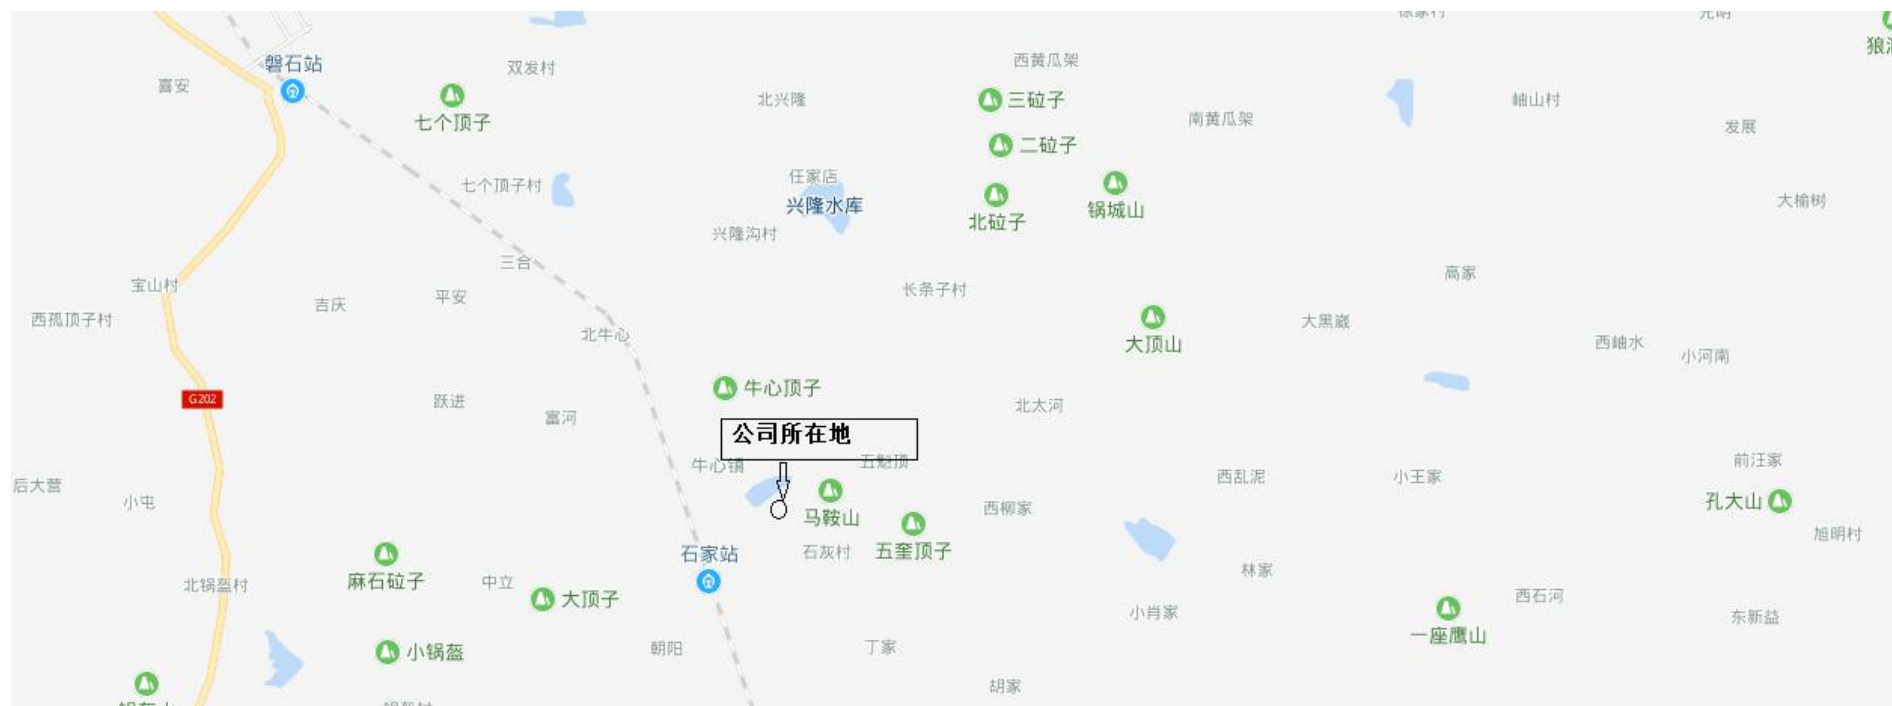 磐石站
双发村
西黄瓜架
喜安
七个顶子
北兴隆
三砬子
岫山村
南黄瓜架
发展
二砬子
七个顶子村
任家店
兴隆水库
北砬子
锅城山
大榆树
兴隆沟村
三合
高家
宝山村
吉庆
平安
长条子村
西孤顶子村
北牛心
大顶山
大黑崴
西岫水
小河南
牛心顶子
G202
跃进
富河
北太河
公司所在地
牛心镇
五魁顶
前汪家
后大营
小屯
西乱泥
小王家
马鞍山
西柳家
孔大山
旭明村
石家站
石灰村
五奎顶子
麻石砬子
北锅盔村
中立
大顶子
林家
西石河
小肖家
东新益
一座鹰山
小锅盔
朝阳
丁家
胡家